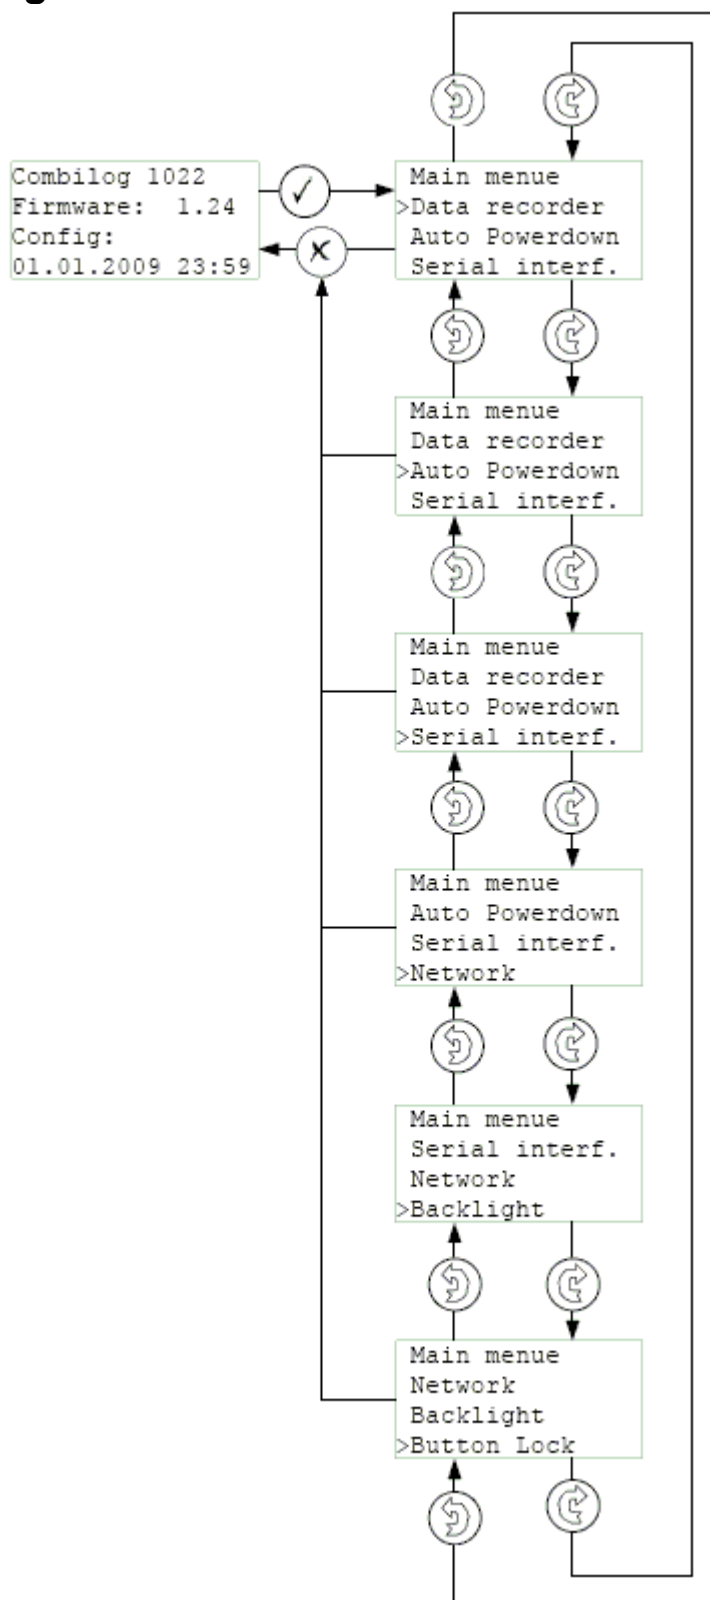 Combilog 1022
Firmware: 1.24
Config:
01.01.2009 23:59
Main menue
>Data recorder
Auto Powerdown
Serial interf.
Main menue
Data recorder
>Auto Powerdown
Serial interf.
Main menue
Data recorder
Auto Powerdown
>Serial interf.
Main menue
Auto Powerdown
Serial interf.
>Network
Main menue
Serial interf.
Network
>Backlight
Main menue
Network
Backlight
>Button Lock